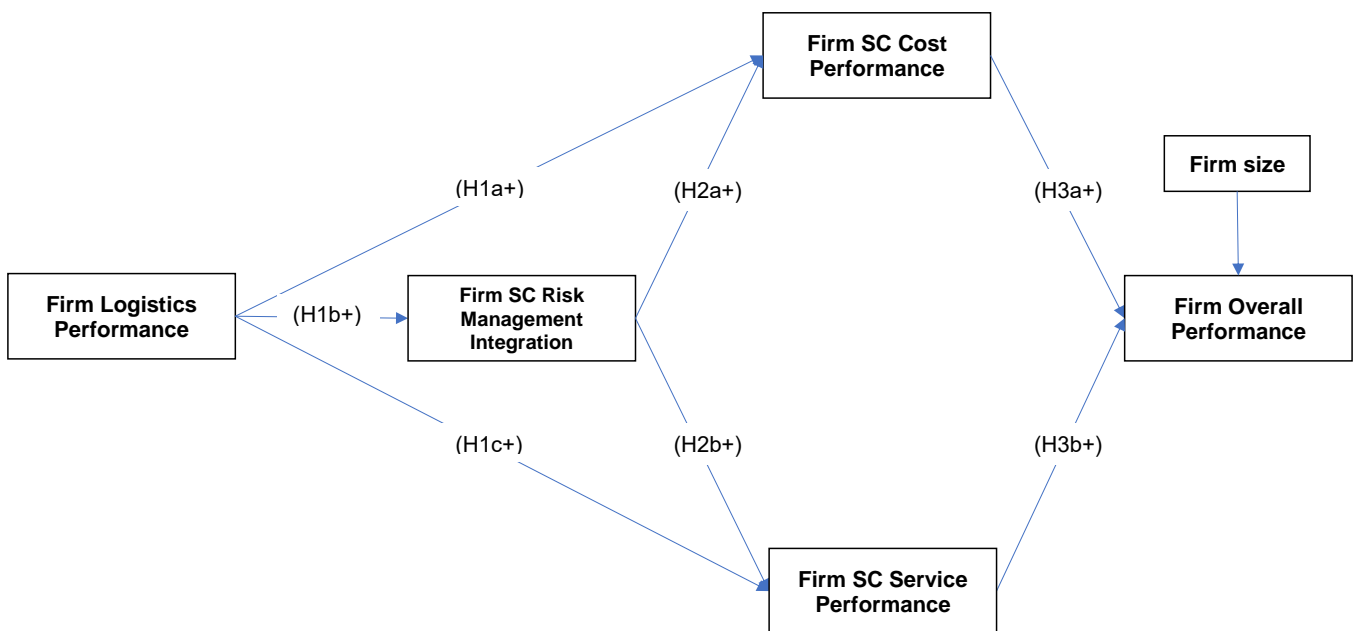 Firm SC Cost
Performance
Firm size
(H1a+)
(H2a+)
(H3a+)
Firm Logistics
Performance
(H1b+)
Firm SC Risk
Management
Integration
Firm Overall
Performance
(H1c+)
(H2b+)
(H3b+)
Firm SC Service
Performance